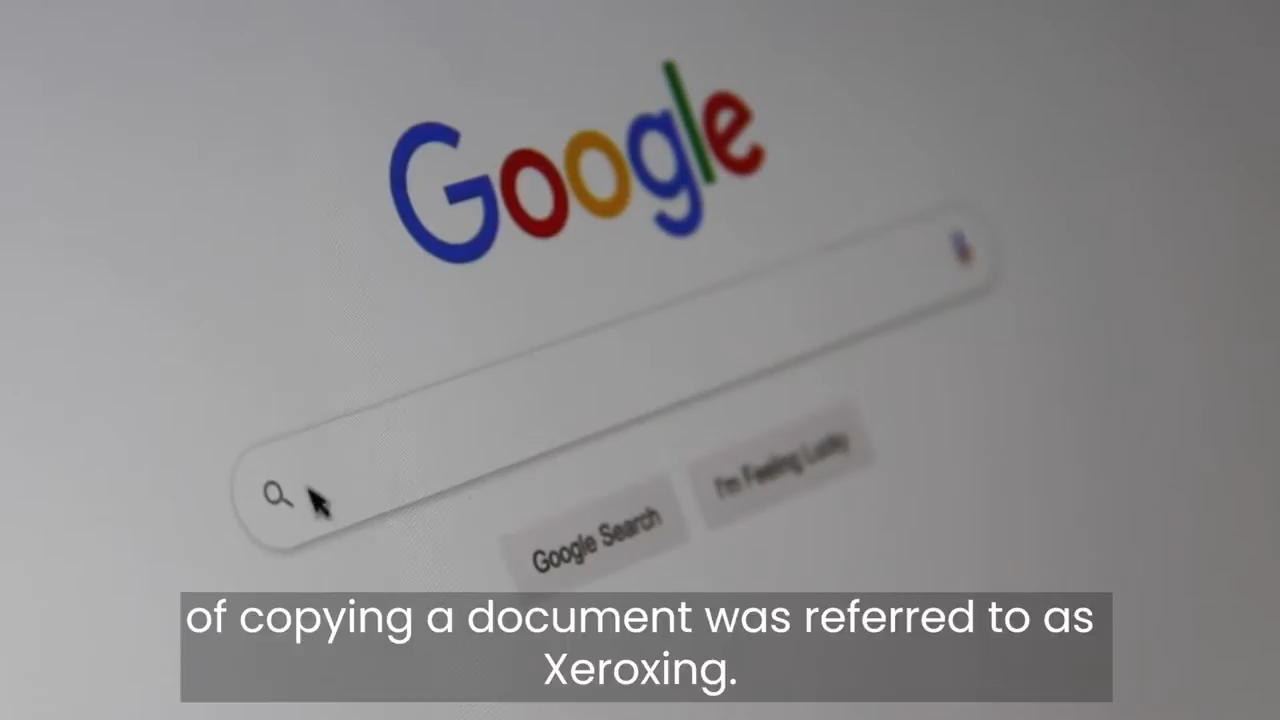 Google
Google Search
I'm Feeling Lucky
of copying a document was referred to as
Xeroxing.